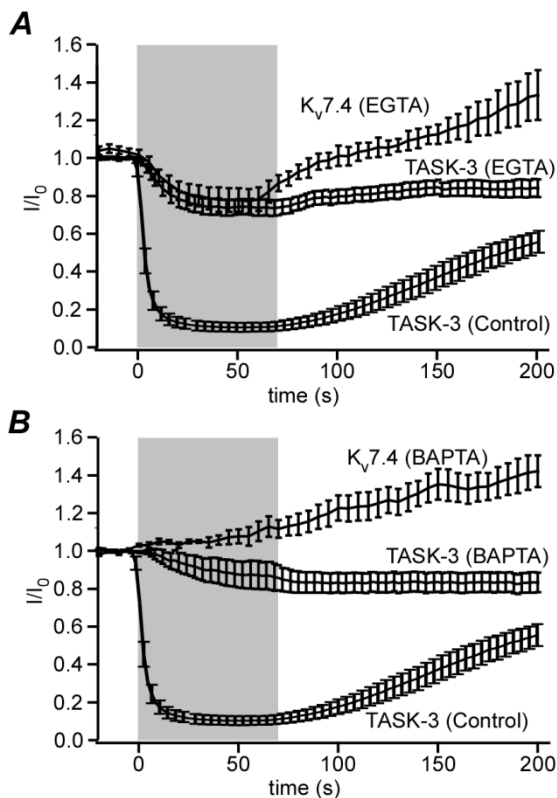 A
1.6
1.4
1.2
1.0
0.8
0.6
0.4
0.2
0.0
I/I0
Kv7.4 (EGTA)
TASK-3 (EGTA)
TASK-3 (Control)
0
50
100
150
200
time (s)
B
1.6
1.4
1.2
1.0
0.8
0.6
0.4
0.2
0.0
I/I0
Kv7.4 (BAPTA)
TASK-3 (BAPTA)
TASK-3 (Control)
0
50
100
150
200
time (s)